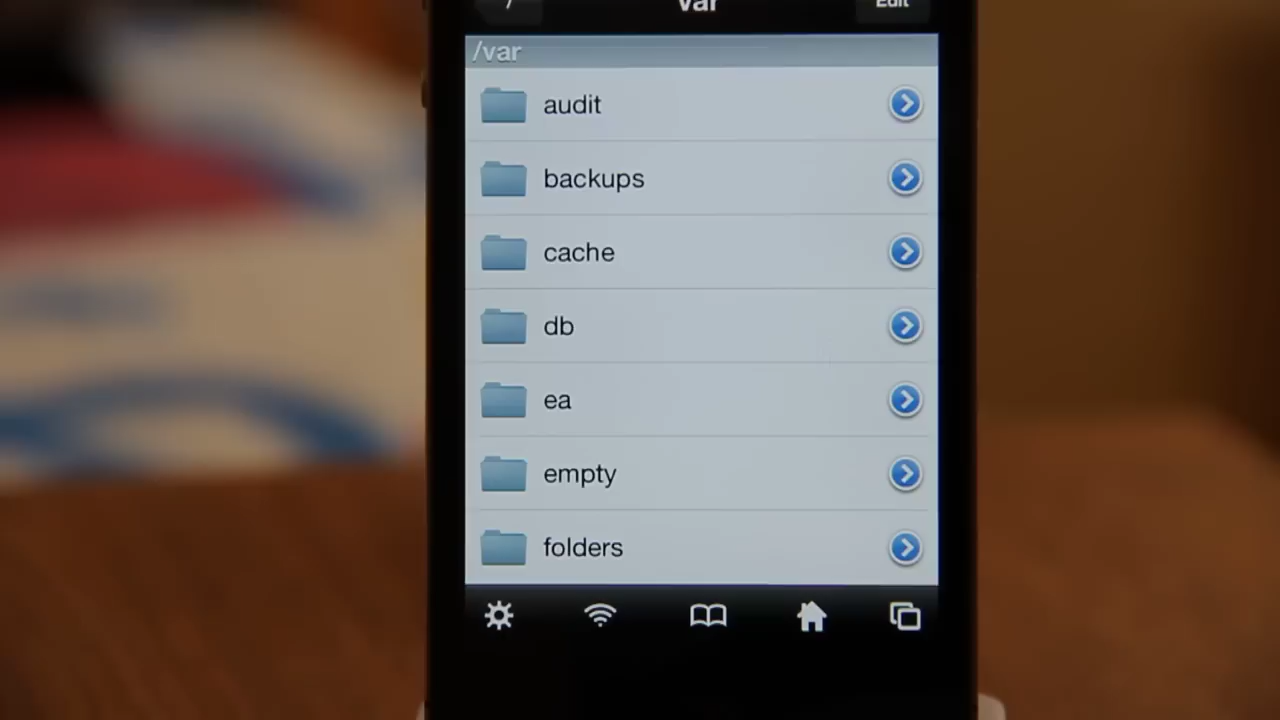 /
var
Edit
/var
audit
backups
cache
db
ea
empty
folders